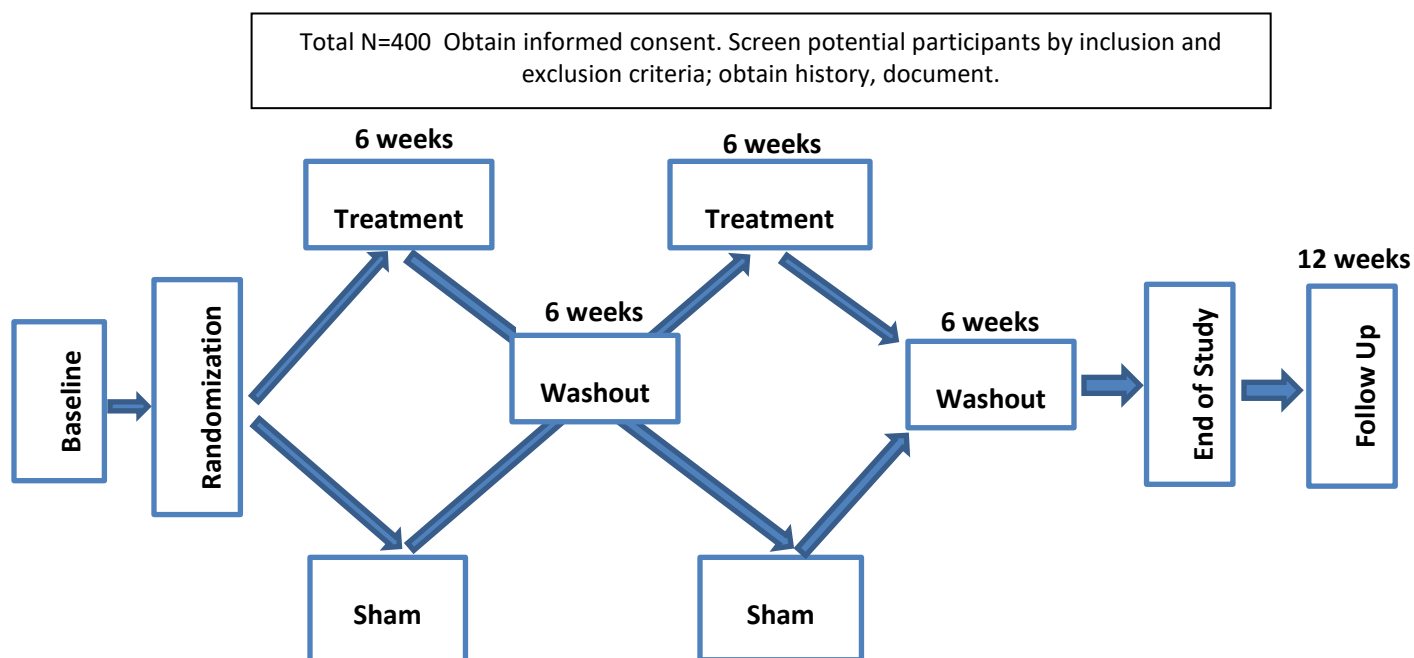 Total N=400  Obtain informed consent. Screen potential participants by inclusion and
exclusion criteria; obtain history, document.
6 weeks
6 weeks
Treatment
Treatment
12 weeks
6 weeks
6 weeks
Baseline
Randomization
Washout
Washout
End of Study
Follow Up
Sham
Sham